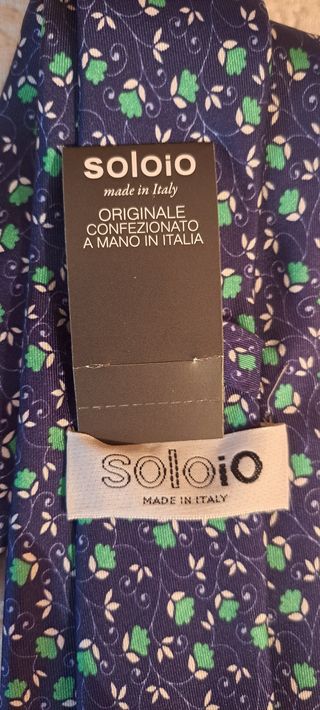 soloio
made in Italy
ORIGINALE
CONFEZIONATO
A MANO IN ITALIA
soloio
MADE IN ITALY